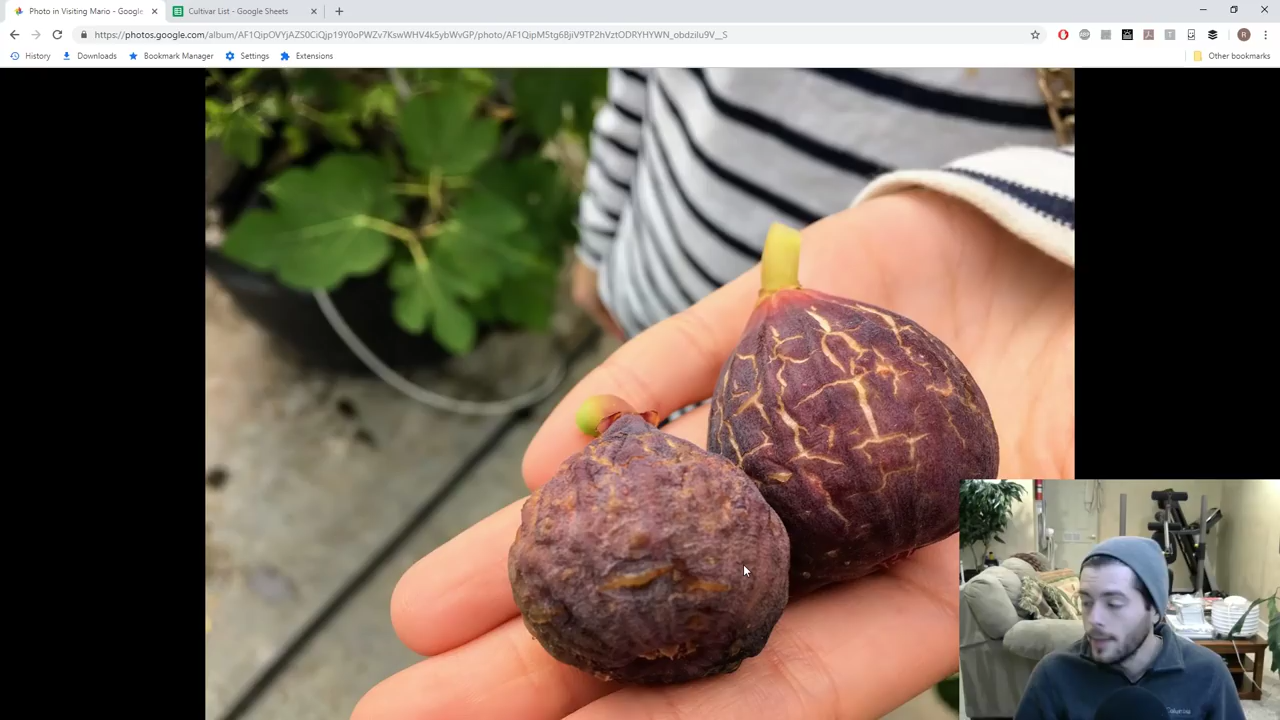 Photo in Visiting Mario - Google
Cultivar List - Google Sheets
https://photos.google.com/album/AF1QipOVYjAZS0CiQjp19Y0oPWZv7KswWHV4k5ybWvGP/photo/AF1QipM5tg6BjiV9TP2hVztODRYHYWN_obdzilu9V__S
R
History
Downloads
Bookmark Manager
Settings
Extensions
Other bookmarks